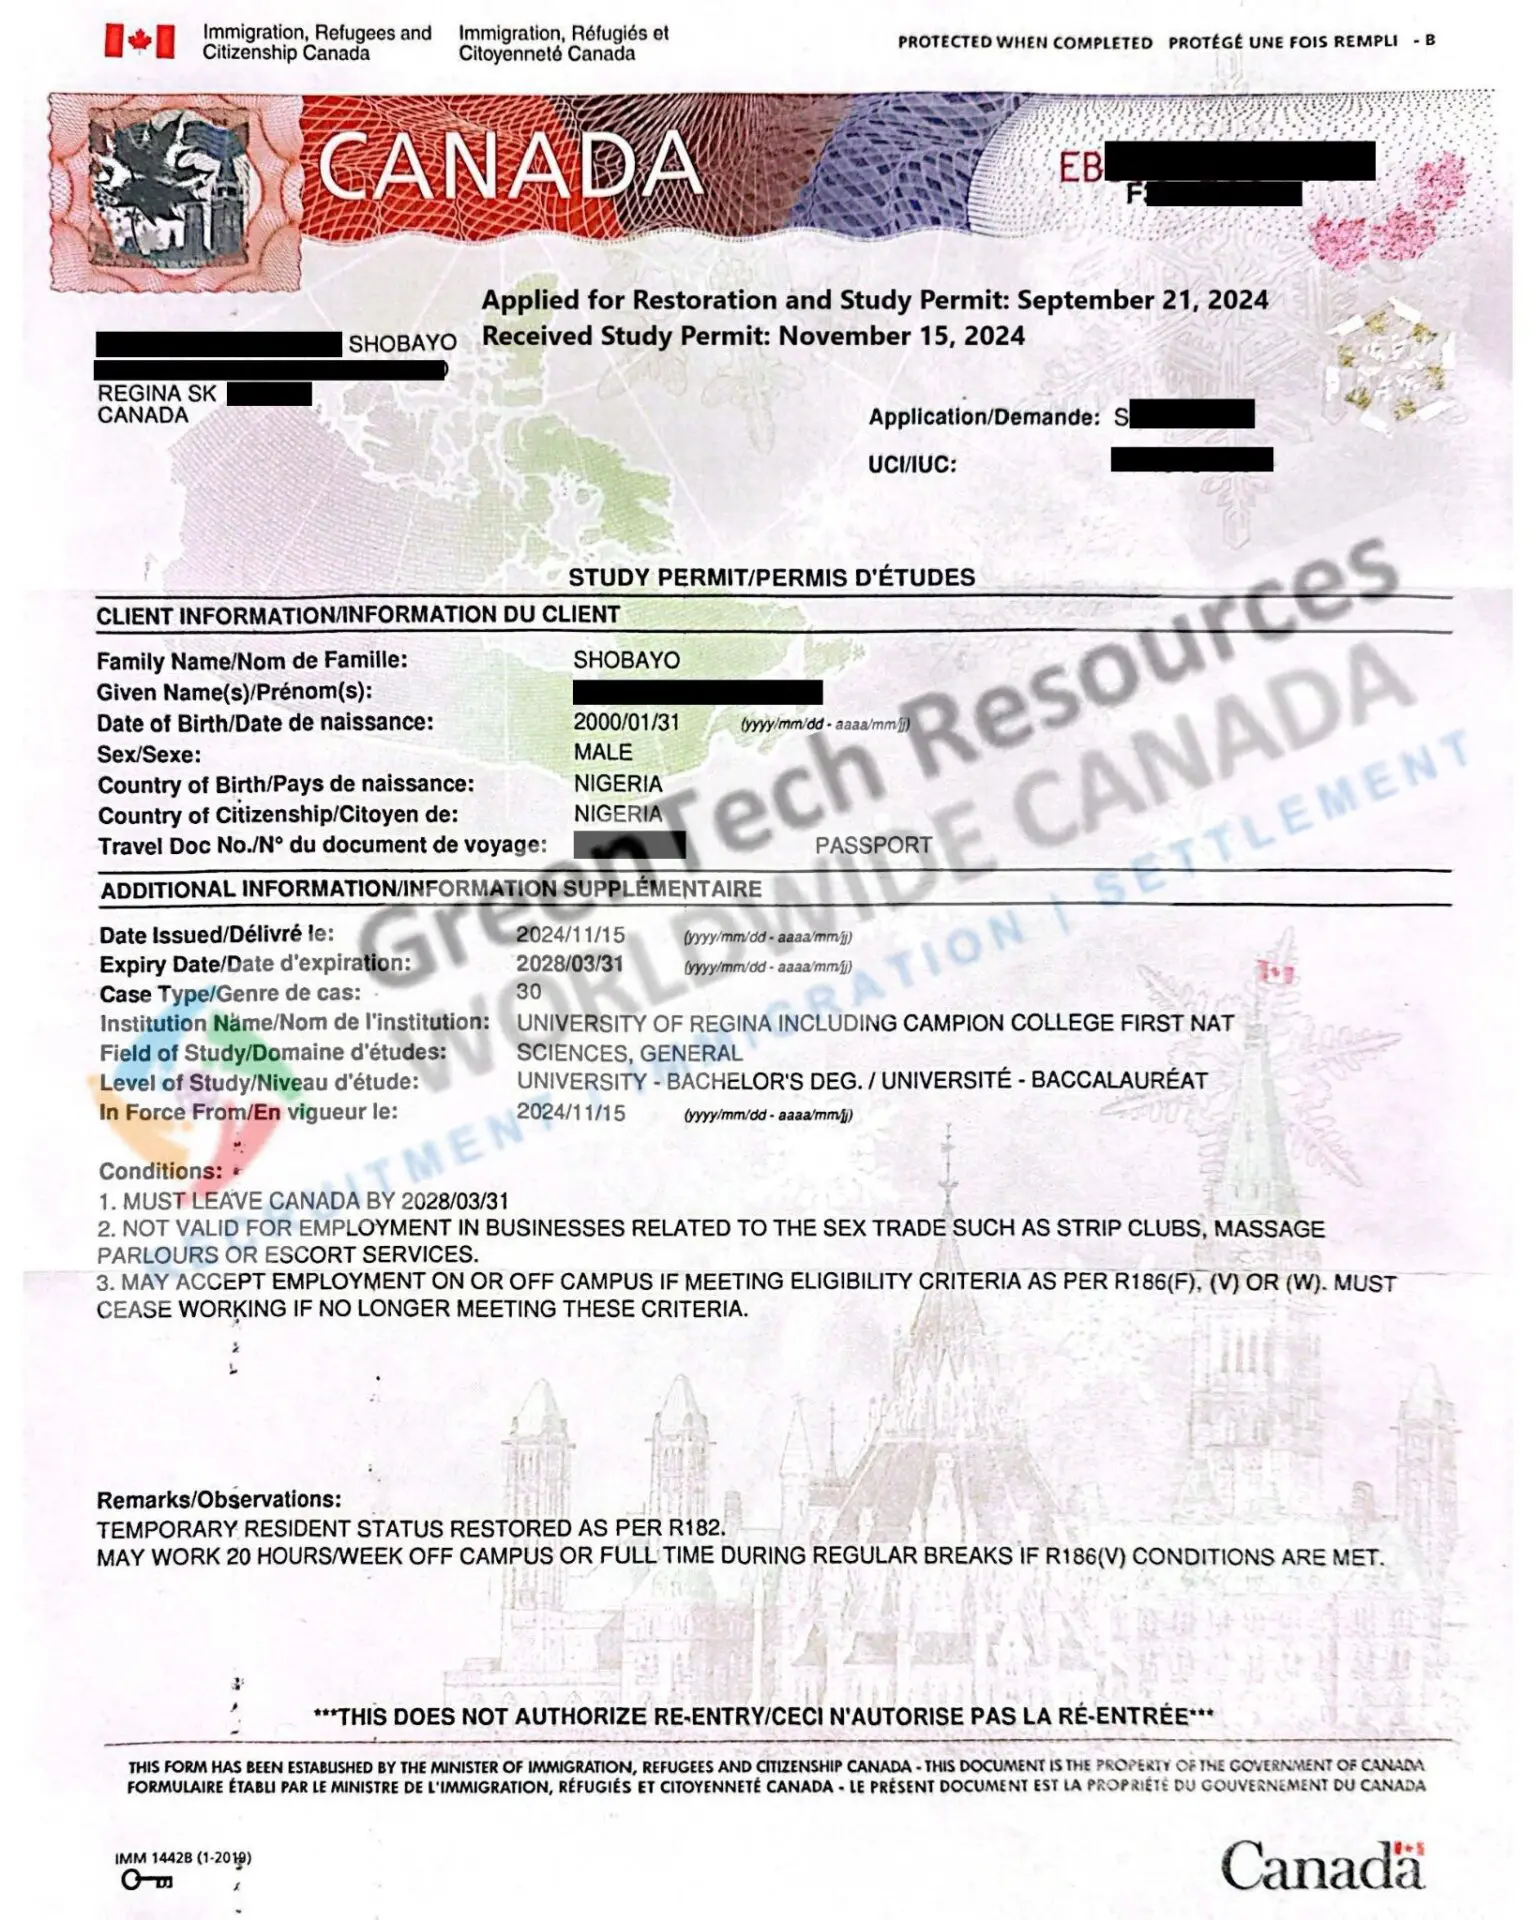 Immigration, Refugees and Citizenship Canada
Immigration, Réfugiés et Citoyenneté Canada
PROTECTED WHEN COMPLETED PROTÉGÉ UNE FOIS REMPLI - B
CANADA
EB
F
Applied for Restoration and Study Permit: September 21, 2024
Received Study Permit: November 15, 2024
SHOBAYO
REGINA SK
CANADA
Application/Demande: S
UCI/IUC:
STUDY PERMIT/PERMIS D'ÉTUDES
CLIENT INFORMATION/INFORMATION DU CLIENT
Family Name/Nom de Famille: SHOBAYO
Given Name(s)/Prénom(s):
Date of Birth/Date de naissance: 2000/01/31 (yyyy/mm/dd - aaaa/mm/jj)
Sex/Sexe: MALE
Country of Birth/Pays de naissance: NIGERIA
Country of Citizenship/Citoyen de: NIGERIA
Travel Doc No./N° du document de voyage: PASSPORT
ADDITIONAL INFORMATION/INFORMATION SUPPLÉMENTAIRE
Date Issued/Délivré le: 2024/11/15 (yyyy/mm/dd - aaaa/mm/jj)
Expiry Date/Date d'expiration: 2028/03/31 (yyyy/mm/dd - aaaa/mm/jj)
Case Type/Genre de cas: 30
Institution Name/Nom de l'institution: UNIVERSITY OF REGINA INCLUDING CAMPION COLLEGE FIRST NAT
Field of Study/Domaine d'études: SCIENCES, GENERAL
Level of Study/Niveau d'étude: UNIVERSITY - BACHELOR'S DEG. / UNIVERSITÉ - BACCALAURÉAT
In Force From/En vigueur le: 2024/11/15 (yyyy/mm/dd - aaaa/mm/jj)
Conditions:
1. MUST LEAVE CANADA BY 2028/03/31
2. NOT VALID FOR EMPLOYMENT IN BUSINESSES RELATED TO THE SEX TRADE SUCH AS STRIP CLUBS, MASSAGE
PARLOURS OR ESCORT SERVICES.
3. MAY ACCEPT EMPLOYMENT ON OR OFF CAMPUS IF MEETING ELIGIBILITY CRITERIA AS PER R186(F), (V) OR (W). MUST
CEASE WORKING IF NO LONGER MEETING THESE CRITERIA.
Remarks/Observations:
TEMPORARY RESIDENT STATUS RESTORED AS PER R182.
MAY WORK 20 HOURS/WEEK OFF CAMPUS OR FULL TIME DURING REGULAR BREAKS IF R186(V) CONDITIONS ARE MET.
***THIS DOES NOT AUTHORIZE RE-ENTRY/CECI N'AUTORISE PAS LA RÉ-ENTRÉE***
THIS FORM HAS BEEN ESTABLISHED BY THE MINISTER OF IMMIGRATION, REFUGEES AND CITIZENSHIP CANADA - THIS DOCUMENT IS THE PROPERTY OF THE GOVERNMENT OF CANADA
FORMULAIRE ÉTABLI PAR LE MINISTRE DE L'IMMIGRATION, RÉFUGIÉS ET CITOYENNETÉ CANADA - LE PRÉSENT DOCUMENT EST LA PROPRIÉTÉ DU GOUVERNEMENT DU CANADA
IMM 1442B (1-2019)
Canada
GreenTech Resources
WORLDWIDE CANADA
RECRUITMENT | IMMIGRATION | SETTLEMENT